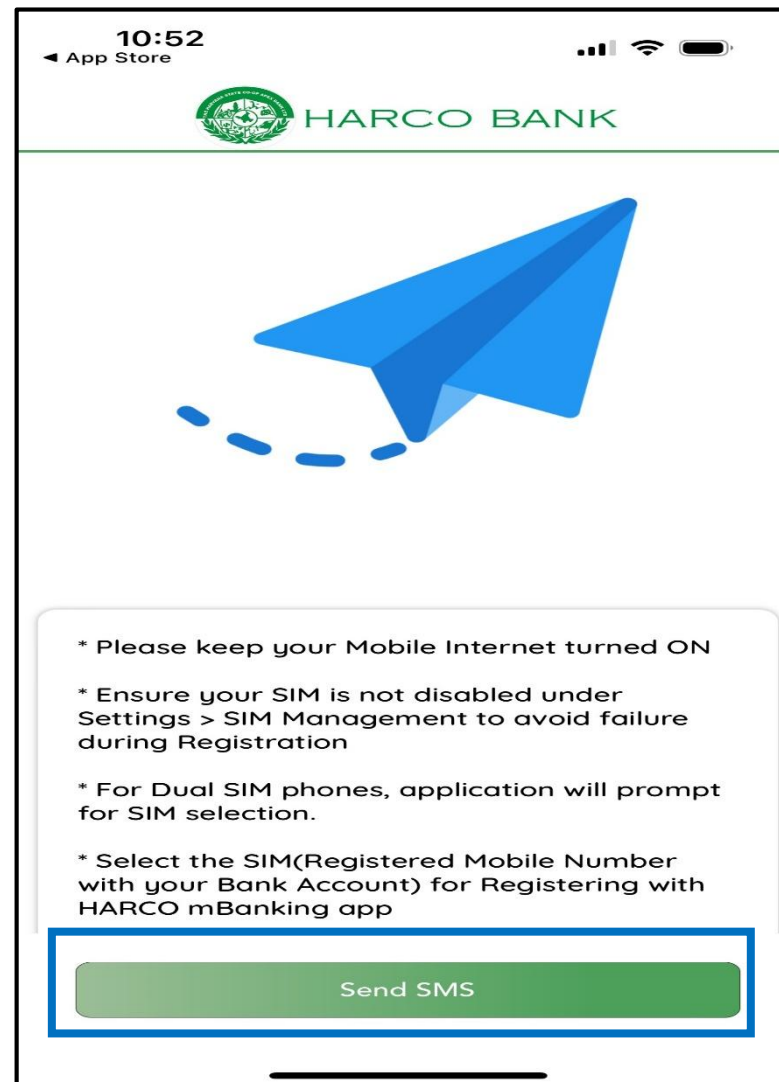 10:52
◄ App Store
HARCO BANK
* Please keep your Mobile Internet turned ON
* Ensure your SIM is not disabled under
Settings > SIM Management to avoid failure
during Registration
* For Dual SIM phones, application will prompt
for SIM selection.
* Select the SIM(Registered Mobile Number
with your Bank Account) for Registering with
HARCO mBanking app
Send SMS